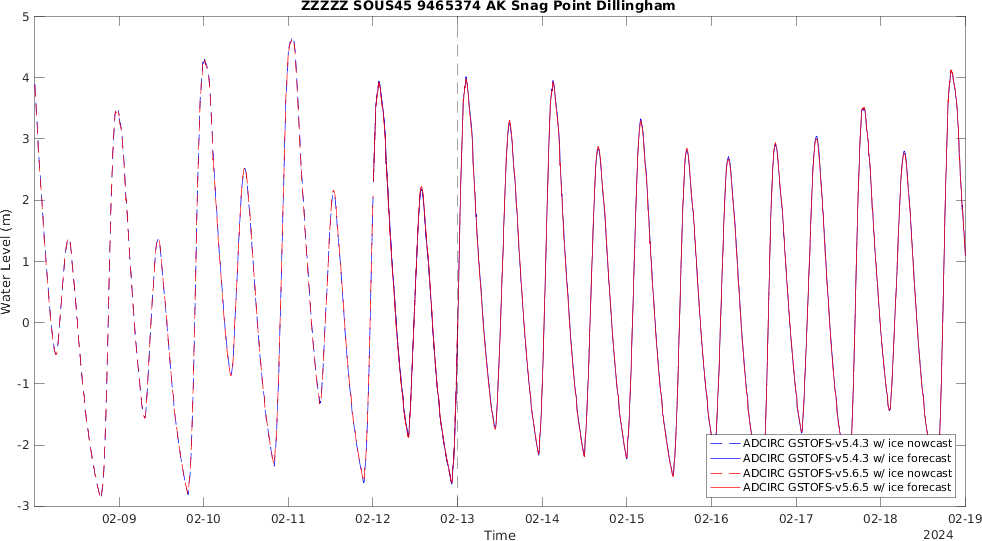 ZZZZZ SOUS45 9465374 AK Snag Point Dillingham
5
4
3
2
1
0
-1
-2
-3
Water Level (m)
02-09 02-10 02-11 02-12 02-13 02-14 02-15 02-16 02-17 02-18 02-19
Time
2024
ADCIRC GSTOFS-v5.4.3 w/ ice nowcast
ADCIRC GSTOFS-v5.4.3 w/ ice forecast
ADCIRC GSTOFS-v5.6.5 w/ ice nowcast
ADCIRC GSTOFS-v5.6.5 w/ ice forecast